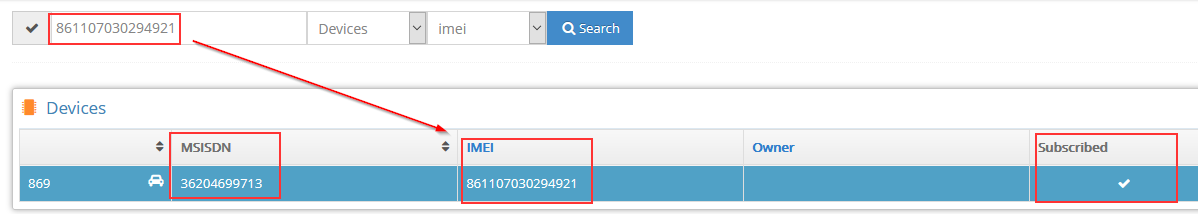 861107030294921 Devices imei Search
Devices
MSISDN IMEI Owner Subscribed
869 36204699713 861107030294921